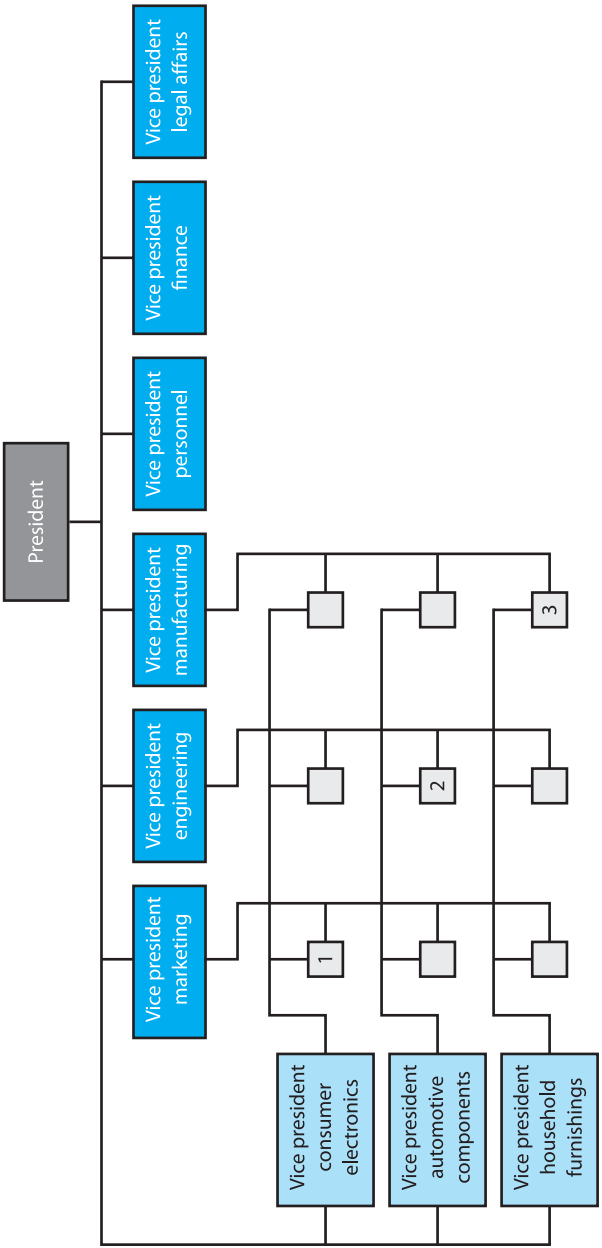 President
Vice president
marketing
Vice president
engineering
Vice president
manufacturing
Vice president
personnel
Vice president
finance
Vice president
legal affairs
Vice president
consumer
electronics
1
Vice president
automotive
components
2
Vice president
household
furnishings
3